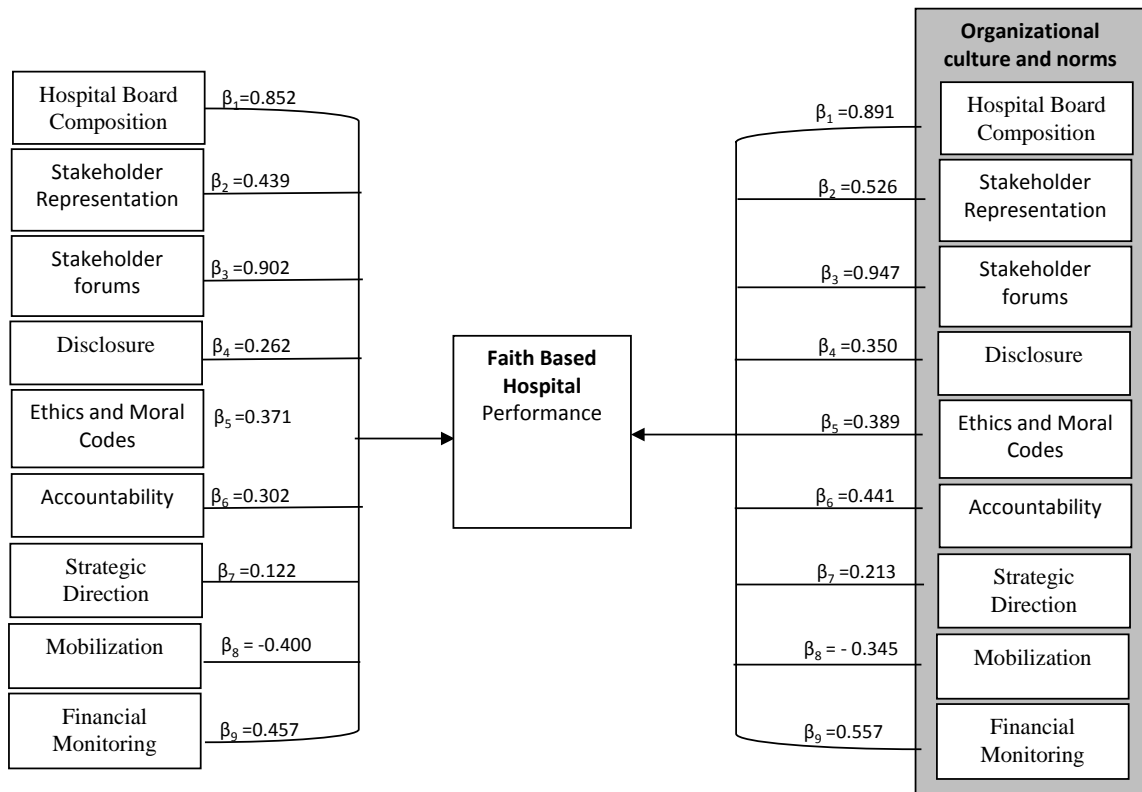 Hospital Board
Composition
β1=0.852
Stakeholder
Representation
β2 =0.439
Stakeholder
forums
β3 =0.902
Disclosure
β4 =0.262
Ethics and Moral
Codes
β5 =0.371
Accountability
β6 =0.302
Strategic
Direction
β7 =0.122
Mobilization
β8 = -0.400
Financial
Monitoring
β9 =0.457
Faith Based
Hospital
Performance
Organizational
culture and norms
β1 =0.891
Hospital Board
Composition
β2 =0.526
Stakeholder
Representation
β3 =0.947
Stakeholder
forums
β4 =0.350
Disclosure
β5 =0.389
Ethics and Moral
Codes
β6 =0.441
Accountability
β7 =0.213
Strategic
Direction
β8 = - 0.345
Mobilization
β9 =0.557
Financial
Monitoring